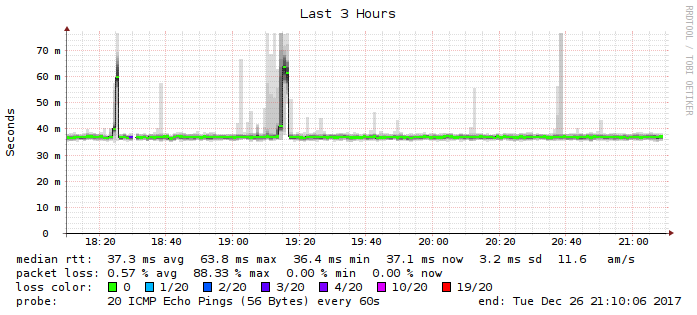 Last 3 Hours
RRDTOOL / TOBI OETIKER
Seconds
70 m
60 m
50 m
40 m
30 m
20 m
10 m
0
18:20 18:40 19:00 19:20 19:40 20:00 20:20 20:40 21:00
median rtt: 37.3 ms avg 63.8 ms max 36.4 ms min 37.1 ms now 3.2 ms sd 11.6 am/s
packet loss: 0.57 % avg 88.33 % max 0.00 % min 0.00 % now
loss color: 0 1/20 2/20 3/20 4/20 10/20 19/20
probe: 20 ICMP Echo Pings (56 Bytes) every 60s end: Tue Dec 26 21:10:06 2017